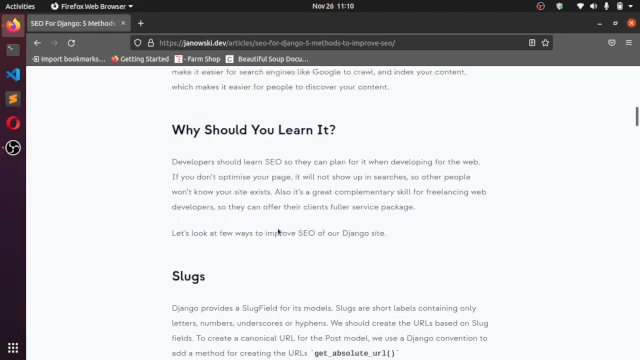 Activities
Firefox Web Browser
Nov 26 11:10
SEO For Django: 5 Methods
https://janowski.dev/articles/seo-for-django-5-methods-to-improve-seo/
Import bookmarks... Getting Started T - Farm - Shop Beautiful Soup Docu...
make it easier for search engines like Google to crawl, and index your content,
which makes it easier for people to discover your content.
Why Should You Learn It?
Developers should learn SEO so they can plan for it when developing for the web.
If you don't optimise your page, it will not show up in searches, so other people
won't know your site exists. Also it's a great complementary skill for freelancing web
developers, so they can offer their clients fuller service package.
Let's look at few ways to improve SEO of our Django site.
Slugs
Django provides a SlugField for its models. Slugs are short labels containing only
letters, numbers, underscores or hyphens. We should create the URLs based on Slug
fields. To create a canonical URL for the Post model, we use a Django convention to
add a method for creating the URLs `get_absolute_url()`